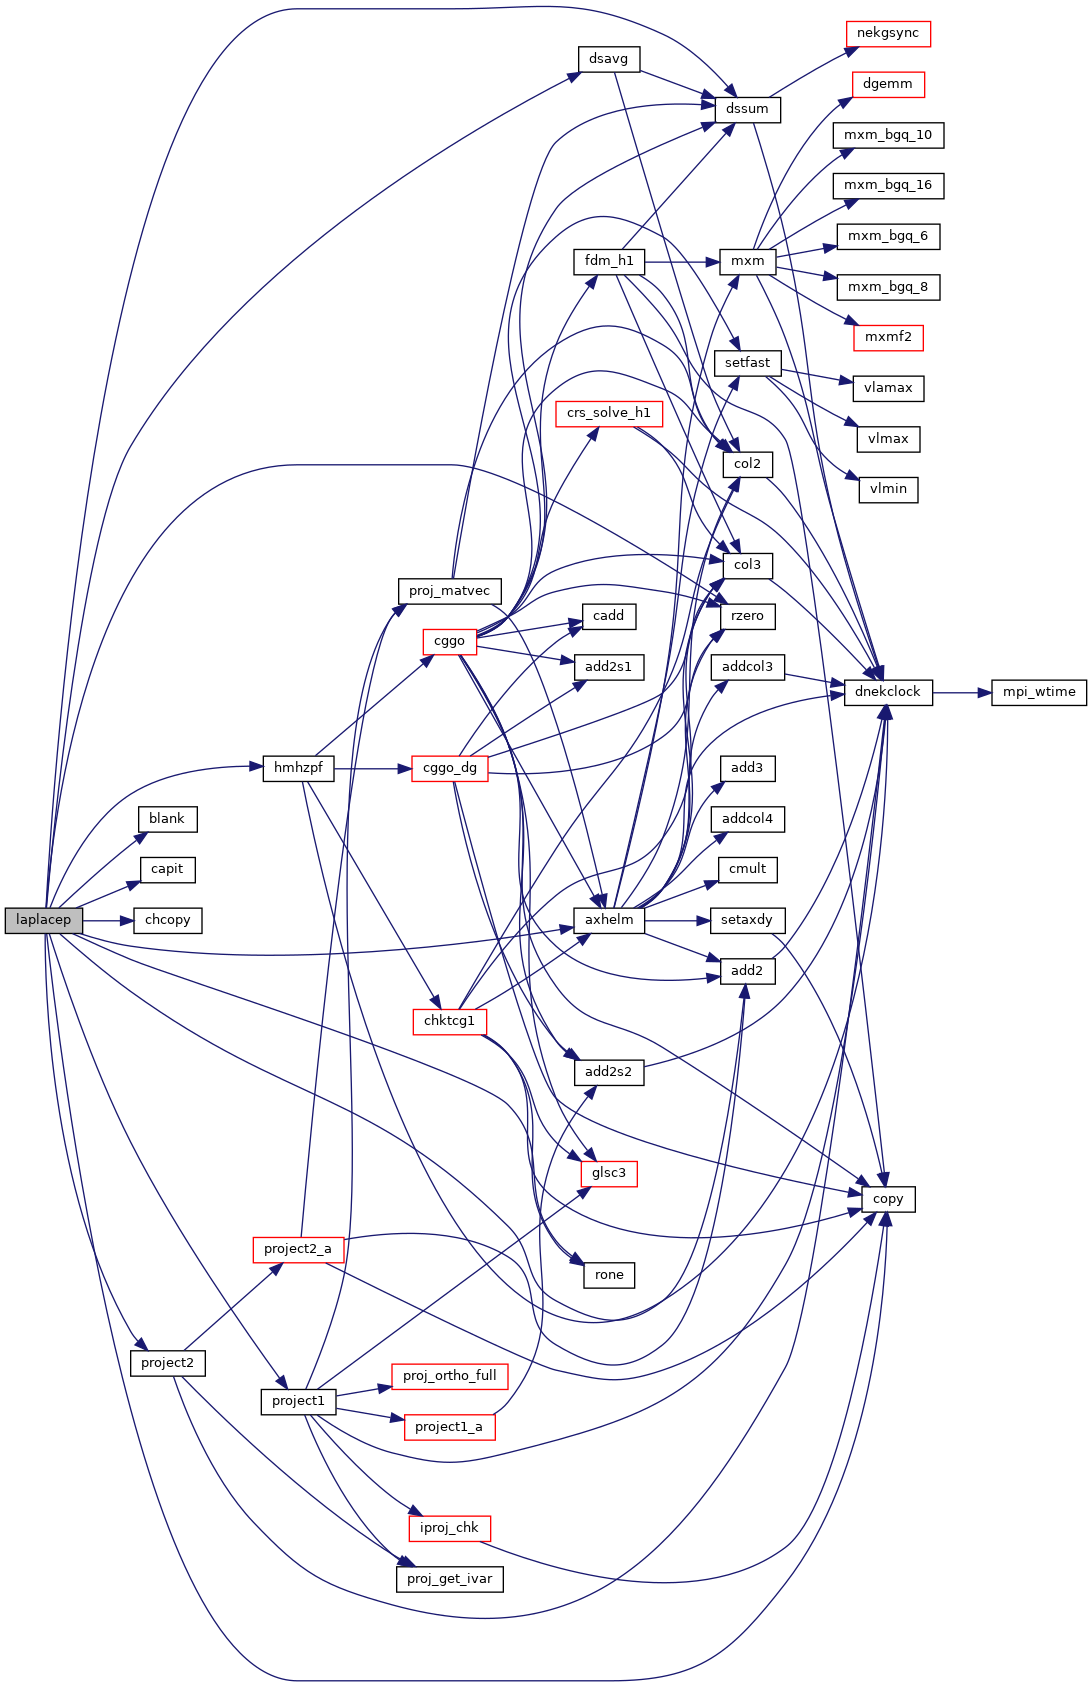 nekgsync
dsavg
dgemm
dssum
mxm_bgq_10
mxm_bgq_16
mxm_bgq_6
fdm_h1
mxm
mxm_bgq_8
mxmf2
setfast
vlamax
crs_solve_h1
vlmax
col2
vlmin
col3
proj_matvec
cadd
rzero
cggo
add2s1
addcol3
dnekclock
mpi_wtime
hmhzpf
cggo_dg
add3
blank
addcol4
capit
cmult
laplacep
chcopy
axhelm
setaxdy
add2
chktcg1
add2s2
glsc3
copy
project2_a
rone
project2
proj_ortho_full
project1
project1_a
iproj_chk
proj_get_ivar